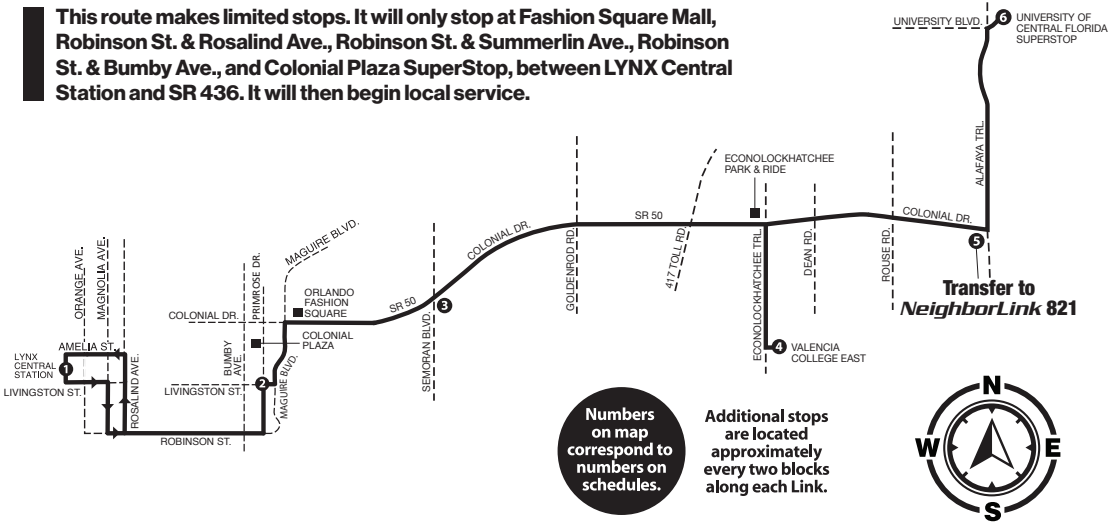 This route makes limited stops. It will only stop at Fashion Square Mall,
Robinson St. & Rosalind Ave., Robinson St. & Summerlin Ave., Robinson
St. & Bumby Ave., and Colonial Plaza SuperStop, between LYNX Central
Station and SR 436. It will then begin local service.
UNIVERSITY BLVD.
6
UNIVERSITY OF
CENTRAL FLORIDA
SUPERSTOP
ALAFAYA TRL.
ECONOLOCKHATCHEE
PARK & RIDE
SR 50
COLONIAL DR.
COLONIAL DR.
MAGUIRE BLVD.
GOLDENROD RD.
417 TOLL RD.
ECONOLOCKHATCHEE TRL.
DEAN RD.
ROUSE RD.
5
Transfer to
NeighborLink 821
ORANGE AVE.
MAGNOLIA AVE.
PRIMROSE DR.
ORLANDO
FASHION
SQUARE
SR 50
3
SEMORAN BLVD.
COLONIAL DR.
COLONIAL
PLAZA
AMELIA ST.
LYNX
CENTRAL
STATION
1
ROSALIND AVE.
BUMBY
AVE.
2
MAGUIRE BLVD.
4
VALENCIA
COLLEGE EAST
LIVINGSTON ST.
LIVINGSTON ST.
ROBINSON ST.
Numbers
on map
correspond to
numbers on
schedules.
Additional stops
are located
approximately
every two blocks
along each Link.
N
W
E
S